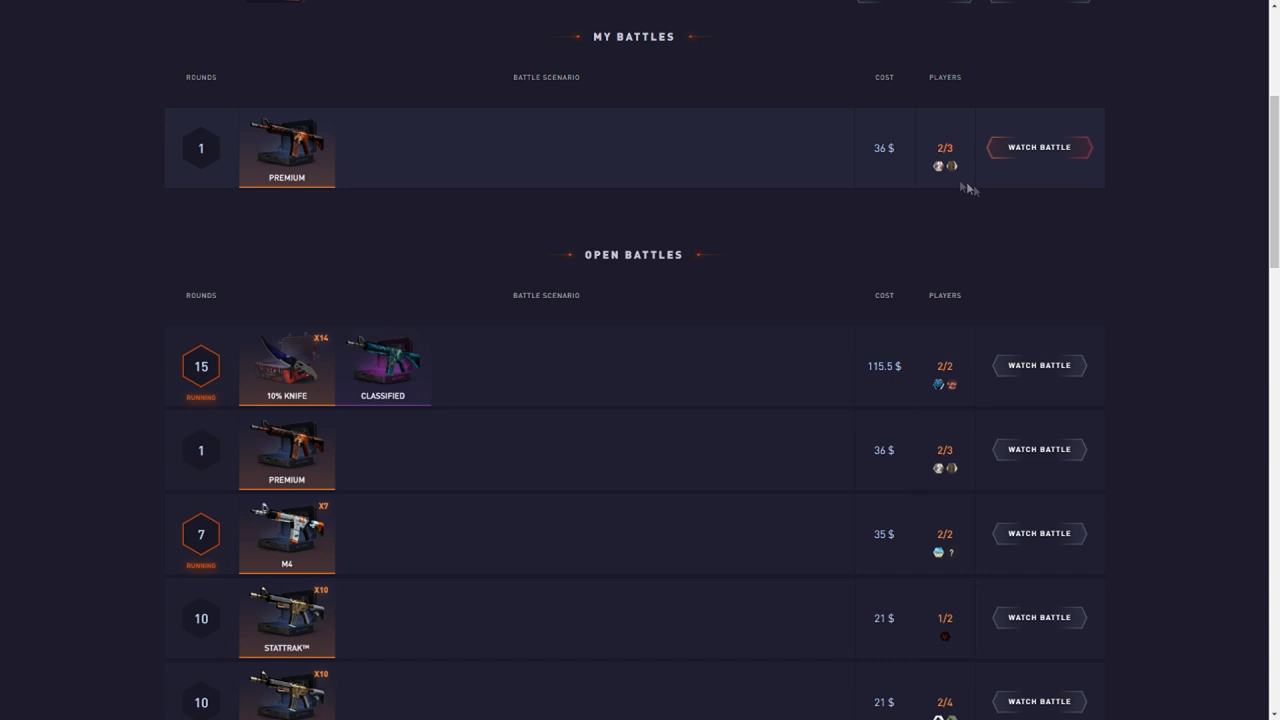 MY BATTLES
ROUNDS BATTLE SCENARIO COST PLAYERS
1 PREMIUM 36 $ 2/3 WATCH BATTLE
OPEN BATTLES
ROUNDS BATTLE SCENARIO COST PLAYERS
15 RUNNING X14 10% KNIFE CLASSIFIED 115.5 $ 2/2 WATCH BATTLE
1 PREMIUM 36 $ 2/3 WATCH BATTLE
7 RUNNING X7 M4 35 $ 2/2 ? WATCH BATTLE
10 X10 STATTRAK™ 21 $ 1/2 WATCH BATTLE
10 X10 21 $ 2/4 WATCH BATTLE